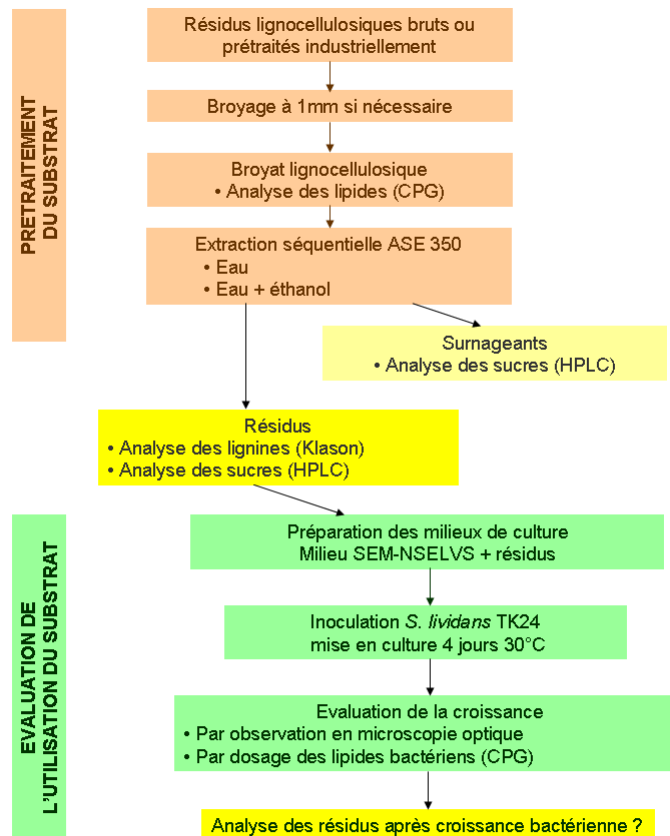 PRETRAITEMENT
DU SUBSTRAT
Résidus lignocellulosiques bruts ou
prétraités industriellement
Broyage à 1mm si nécessaire
Broyat lignocellulosique
• Analyse des lipides (CPG)
Extraction séquentielle ASE 350
• Eau
• Eau + éthanol
Surnageants
• Analyse des sucres (HPLC)
Résidus
• Analyse des lignines (Klason)
• Analyse des sucres (HPLC)
EVALUATION DE
L'UTILISATION DU SUBSTRAT
Préparation des milieux de culture
Milieu SEM-NSELVS + résidus
Inoculation S. lividans TK24
mise en culture 4 jours 30°C
Evaluation de la croissance
• Par observation en microscopie optique
• Par dosage des lipides bactériens (CPG)
Analyse des résidus après croissance bactérienne ?